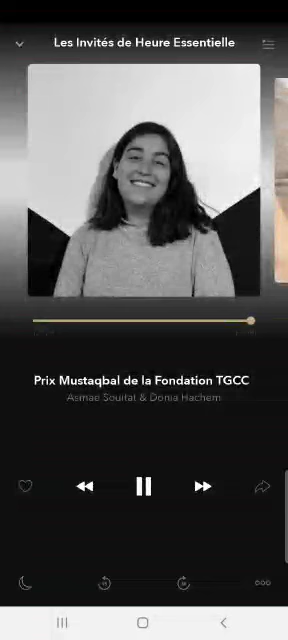 Les Invités de Heure Essentielle
Prix Mustaqbal de la Fondation TGCC
Asmae Souitat & Donia Hachem